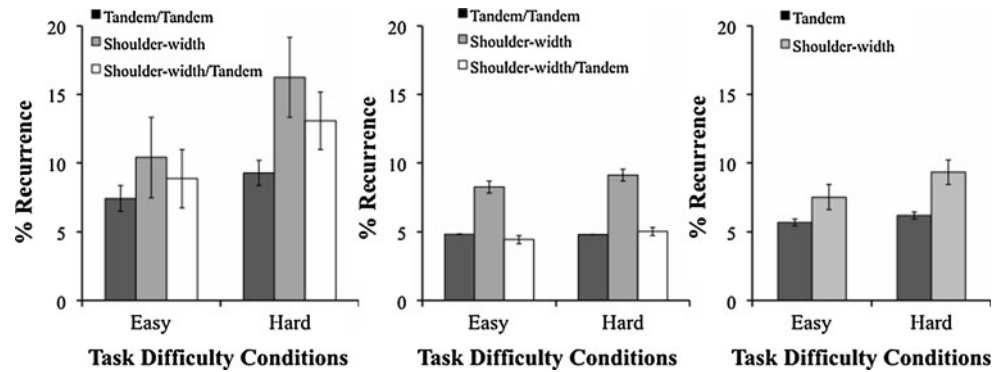 20
15
10
5
0
% Recurrence
Tandem/Tandem
Shoulder-width
Shoulder-width/Tandem
Easy Hard
Task Difficulty Conditions
20
15
10
5
0
% Recurrence
Tandem/Tandem
Shoulder-width
Shoulder-width/Tandem
Easy Hard
Task Difficulty Conditions
20
15
10
5
0
% Recurrence
Tandem
Shoulder-width
Easy Hard
Task Difficulty Conditions